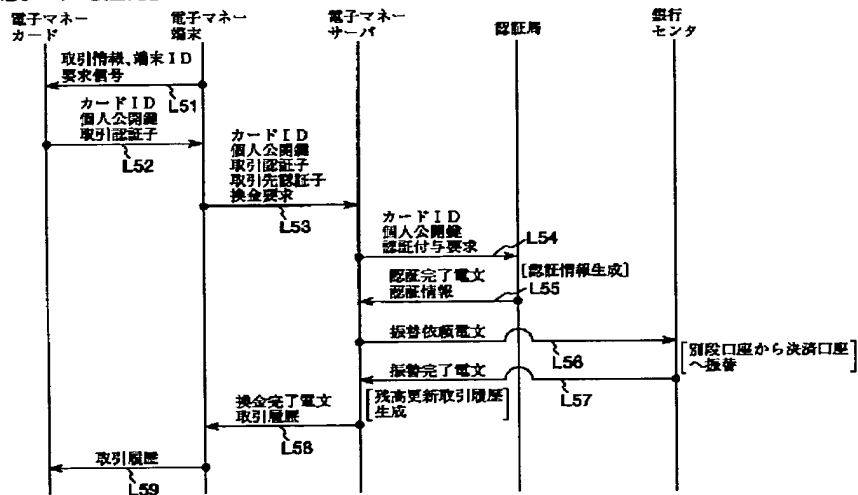 電子マネー
カード
電子マネー
端末
電子マネー
サーバ
認証局
銀行
センタ
取引情報、端末ID
要求信号
L51
カードID
個人公開鍵
取引認証子
L52
カードID
個人公開鍵
取引認証子
取引先認証子
換金要求
L53
カードID
個人公開鍵
認証付与要求
L54
[認証情報生成]
認証完了電文
認証情報
L55
振替依頼電文
L56
[別段口座から決済口座
へ振替]
振替完了電文
L57
[残高更新取引履歴
生成]
換金完了電文
取引履歴
L58
取引履歴
L59